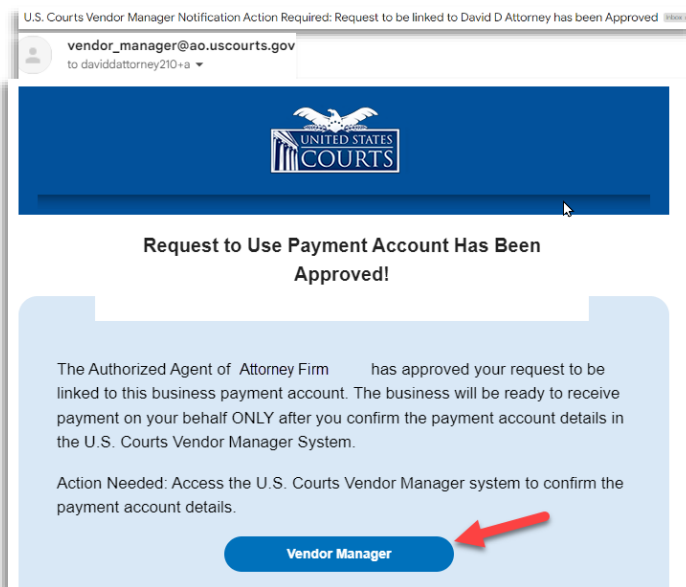 U.S. Courts Vendor Manager Notification Action Required: Request to be linked to David D Attorney has been Approved Inbox
vendor_manager@ao.uscourts.gov
to daviddattorney210+a
UNITED STATES
COURTS
Request to Use Payment Account Has Been
Approved!
The Authorized Agent of Attorney Firm has approved your request to be
linked to this business payment account. The business will be ready to receive
payment on your behalf ONLY after you confirm the payment account details in
the U.S. Courts Vendor Manager System.
Action Needed: Access the U.S. Courts Vendor Manager system to confirm the
payment account details.
Vendor Manager